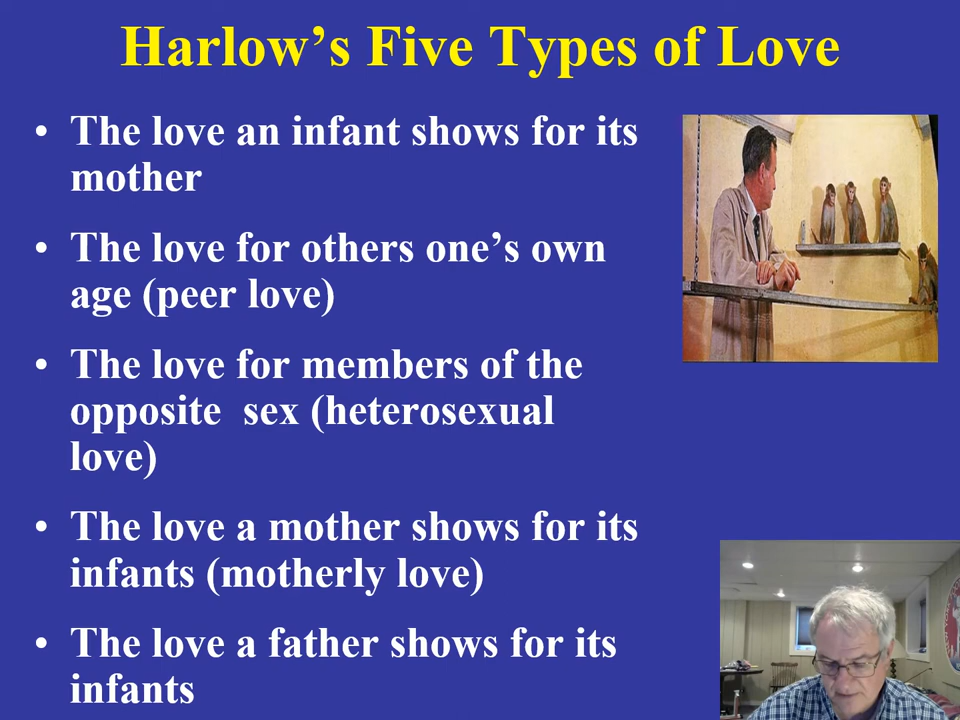 Harlow’s Five Types of Love
• The love an infant shows for its
mother
• The love for others one’s own
age (peer love)
• The love for members of the
opposite  sex (heterosexual
love)
• The love a mother shows for its
infants (motherly love)
• The love a father shows for its
infants